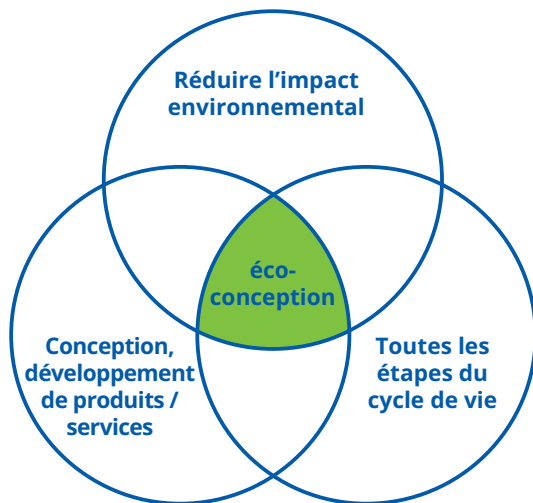 Réduire l’impact
environnemental
éco-
conception
Conception,
développement
de produits /
services
Toutes les
étapes du
cycle de vie